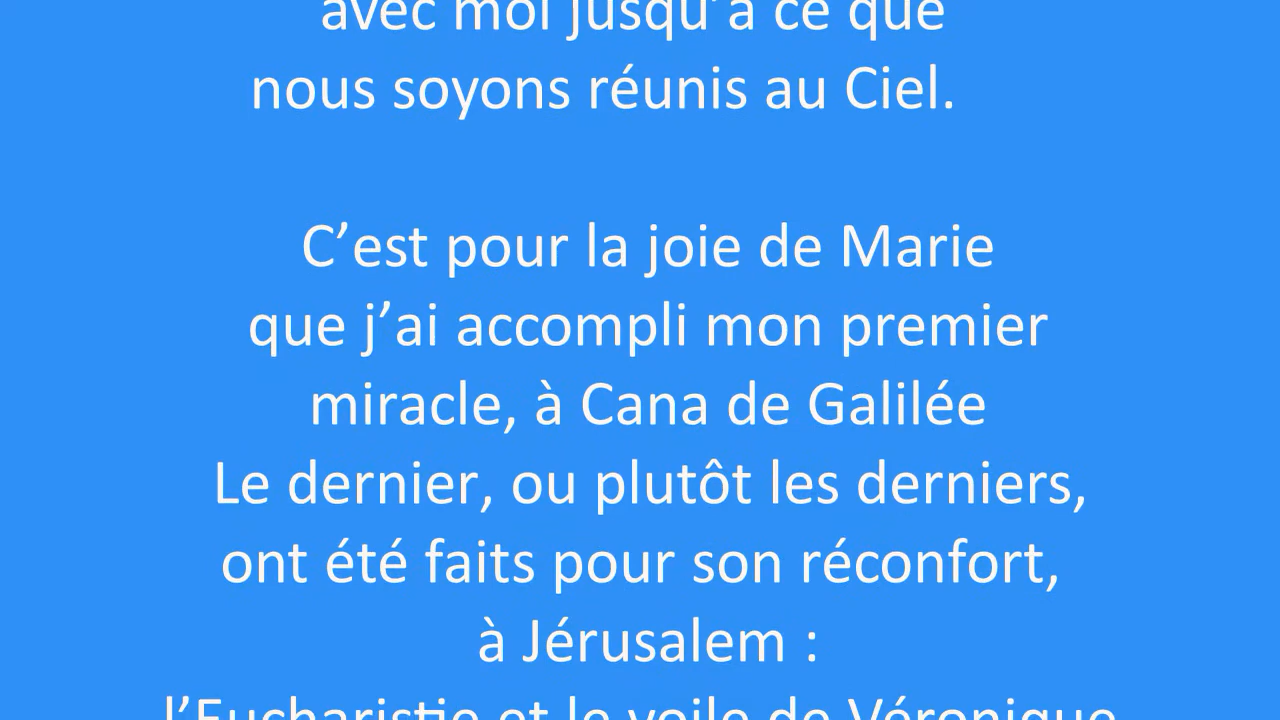 avec moi jusqu’à ce que
nous soyons réunis au Ciel.
C’est pour la joie de Marie
que j’ai accompli mon premier
miracle, à Cana de Galilée
Le dernier, ou plutôt les derniers,
ont été faits pour son réconfort,
à Jérusalem :
l’Eucharistie et le voile de Véronique